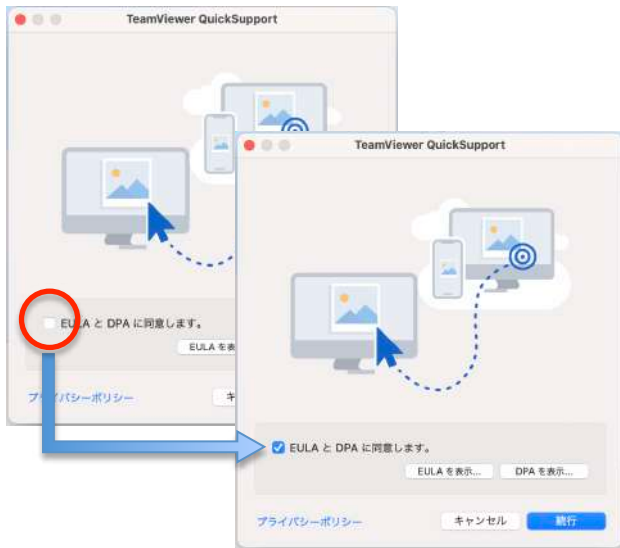 TeamViewer QuickSupport
EULA と DPA に同意します。
EULA を表
プライバシーポリシー
キ
TeamViewer QuickSupport
EULA と DPA に同意します。
EULA を表示... DPA を表示...
プライバシーポリシー キャンセル 続行